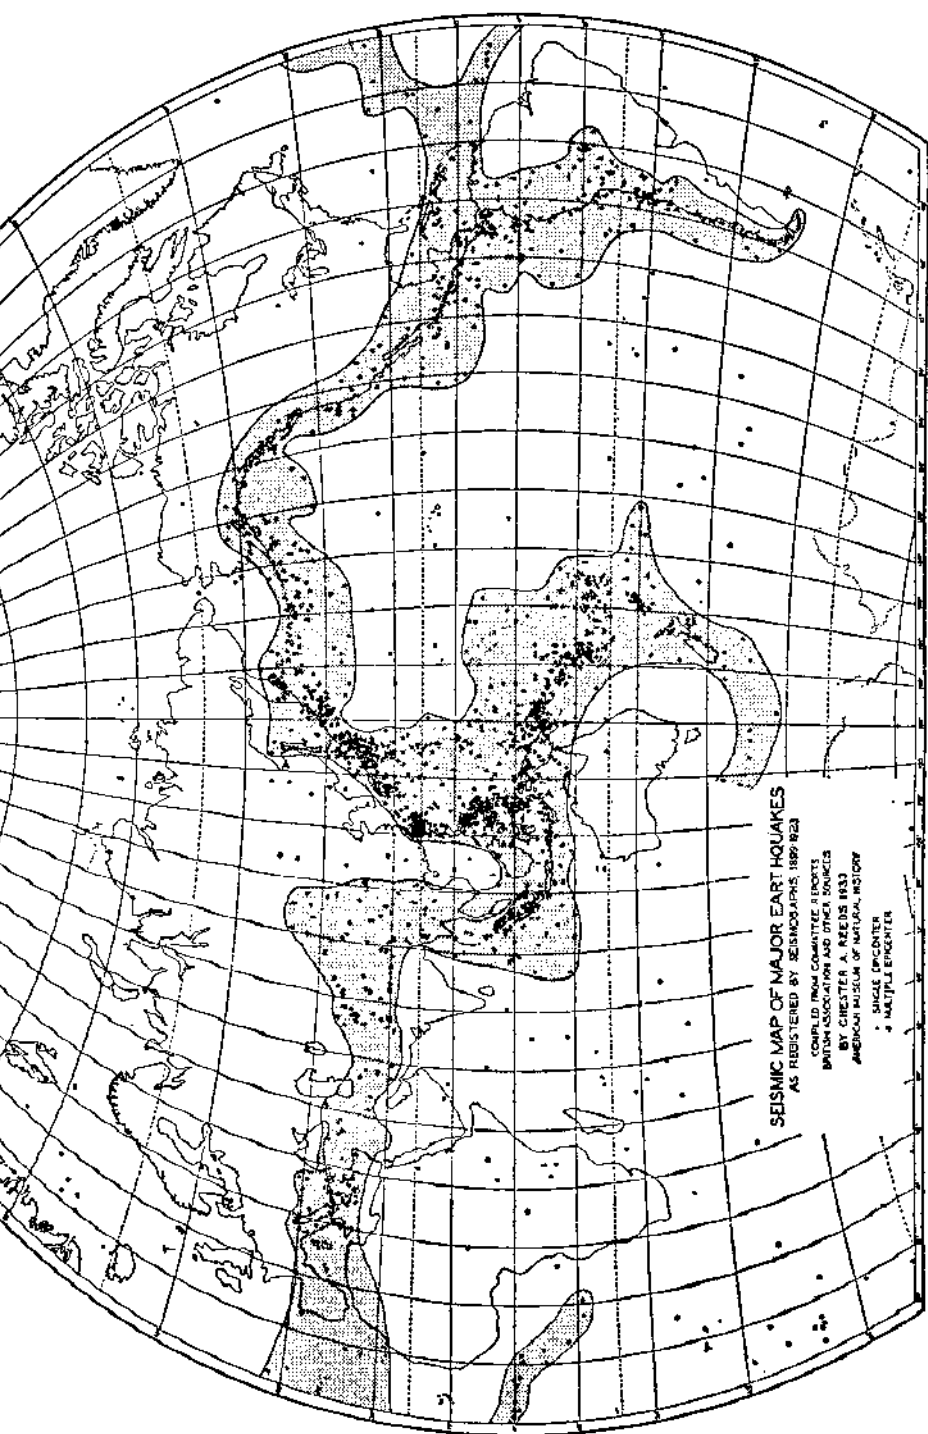 SEISMIC MAP OF MAJOR EARTHQUAKES
AS REGISTERED BY SEISMOGRAPHS, 1899-1923
COMPILED FROM COMMITTEE REPORTS
BRITISH ASSOCIATION AND OTHER SOURCES
BY CHESTER A. REEDS 1933
AMERICAN MUSEUM OF NATURAL HISTORY
SINGLE EPICENTER
MULTIPLE EPICENTER